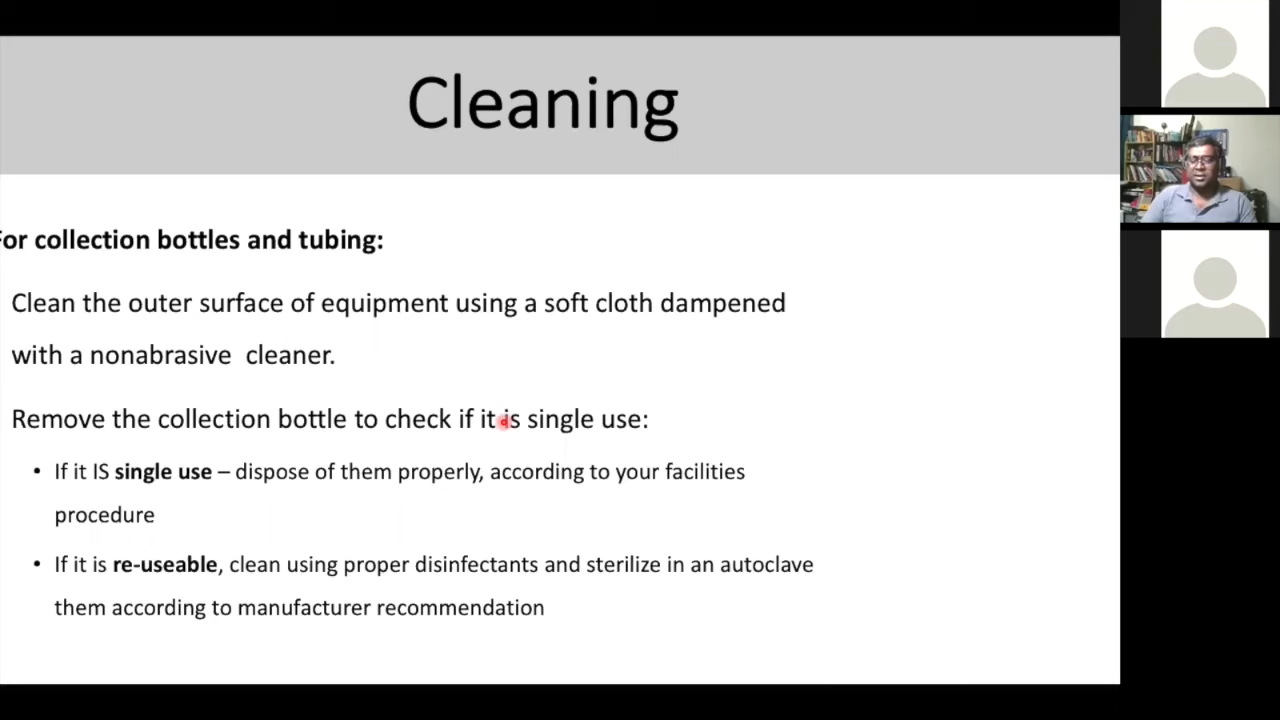 Cleaning
For collection bottles and tubing:
Clean the outer surface of equipment using a soft cloth dampened
with a nonabrasive cleaner.
Remove the collection bottle to check if it is single use:
• If it IS single use – dispose of them properly, according to your facilities
procedure
• If it is re-useable, clean using proper disinfectants and sterilize in an autoclave
them according to manufacturer recommendation